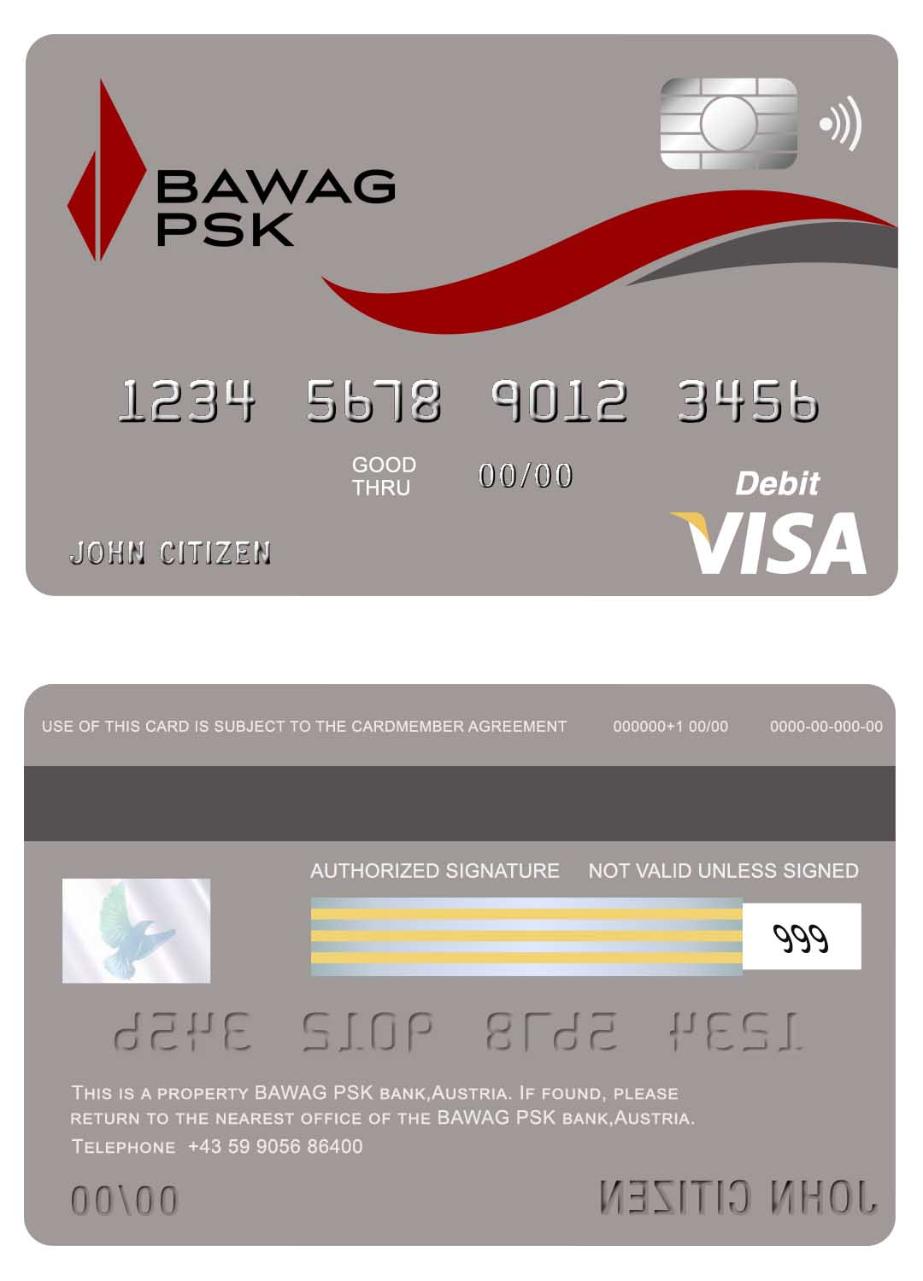 BAWAG
PSK
1234 5678 9012 3456
GOOD
THRU
00/00
Debit
VISA
JOHN CITIZEN
USE OF THIS CARD IS SUBJECT TO THE CARDMEMBER AGREEMENT 000000+1 00/00 0000-00-000-00
AUTHORIZED SIGNATURE NOT VALID UNLESS SIGNED
999
1234 5678 9012 3456
THIS IS A PROPERTY BAWAG PSK BANK,AUSTRIA. IF FOUND, PLEASE
RETURN TO THE NEAREST OFFICE OF THE BAWAG PSK BANK,AUSTRIA.
TELEPHONE +43 59 9056 86400
00/00
JOHN CITIZEN